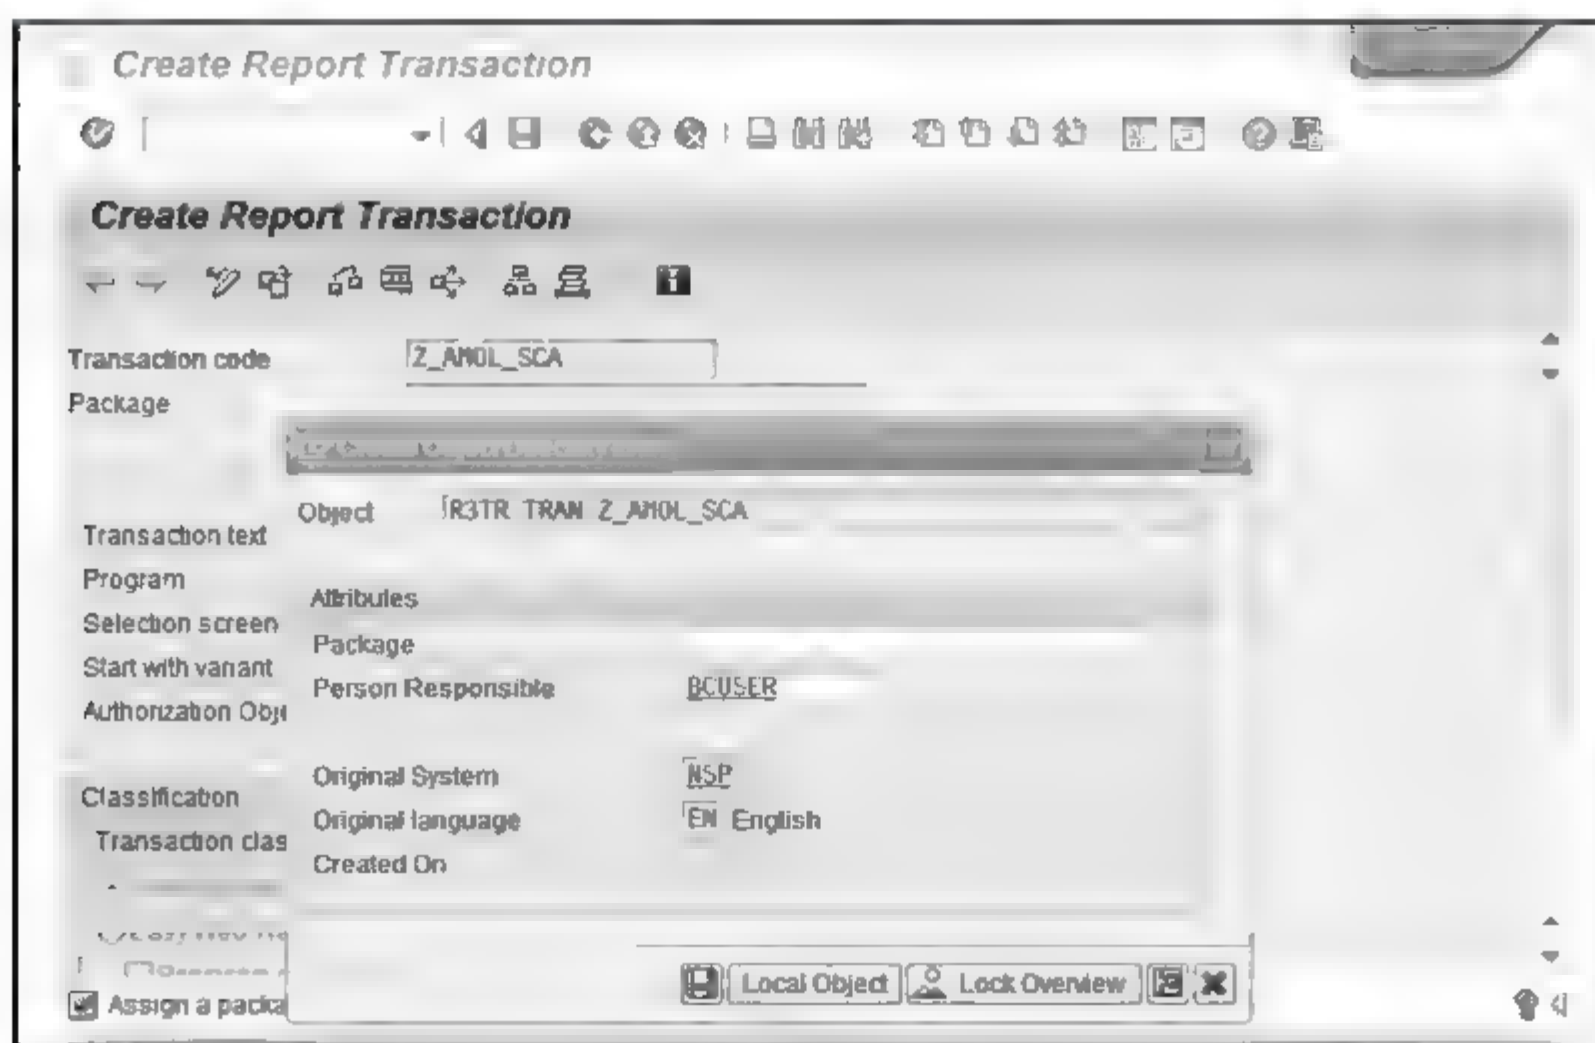 Create Report Transaction
Create Report Transaction
Transaction code Z_AMOL_SCA
Package
Object R3TR TRAN Z_AMOL_SCA
Transaction text
Program
Attributes
Selection screen
Package
Start with variant
Person Responsible BCUSER
Authorization Obje
Original System NSP
Classification
Original language EN English
Transaction clas
Created On
Local Object Lock Overview
Assign a packa